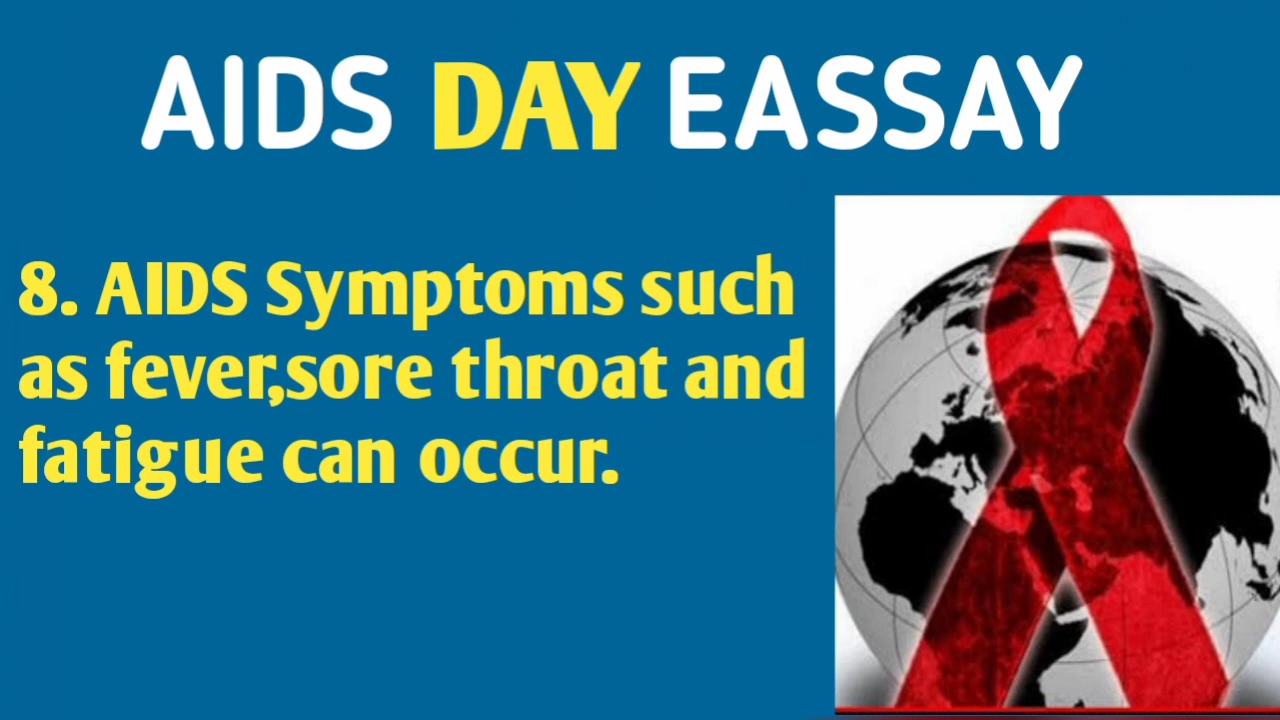 AIDS DAY EASSAY
8. AIDS Symptoms such
as fever,sore throat and
fatigue can occur.